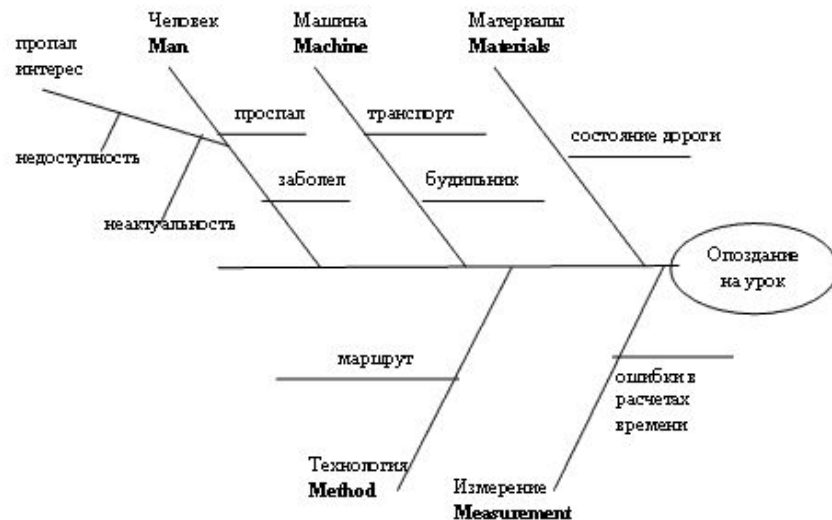 Человек
Man
Машина
Machine
Материалы
Materials
пропал
интерес
проспал
транспорт
состояние дороги
недоступность
заболел
будильник
неактуальность
Опоздание
на урок
маршрут
ошибки в
расчетах
времени
Технология
Method
Измерение
Measurement